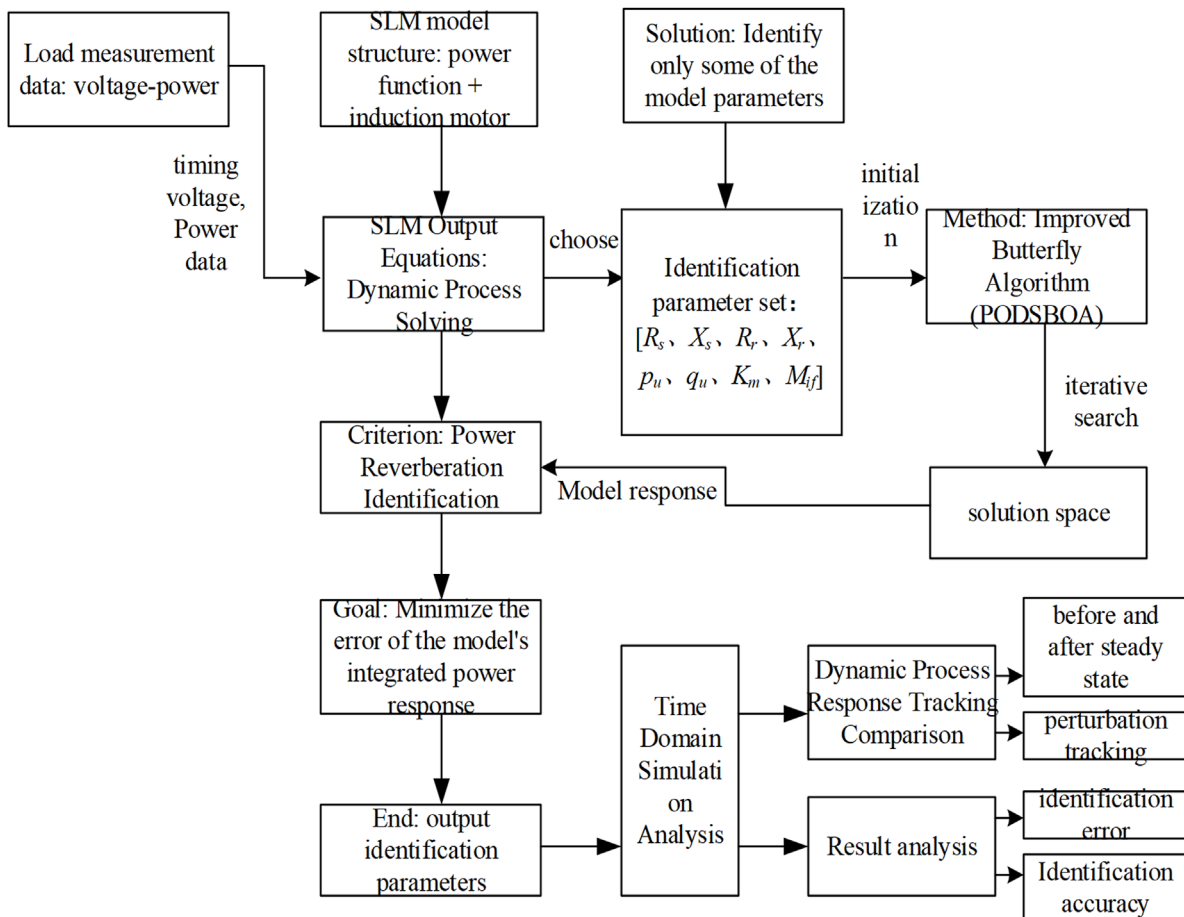 Load measurement
data: voltage-power
SLM model
structure: power
function +
induction motor
Solution: Identify
only some of the
model parameters
timing
voltage,
Power
data
SLM Output
Equations:
Dynamic Process
Solving
choose
Identification
parameter set：
[Rs、Xs、Rr、Xr、
pu、qu、Km、Mif]
initial
izatio
n
Method: Improved
Butterfly
Algorithm
(PODSBOA)
iterative
search
solution space
Model response
Criterion: Power
Reverberation
Identification
Goal: Minimize the
error of the model's
integrated power
response
End: output
identification
parameters
Time
Domain
Simulati
on
Analysis
Dynamic Process
Response Tracking
Comparison
before and
after steady
state
perturbation
tracking
Result analysis
identification
error
Identification
accuracy